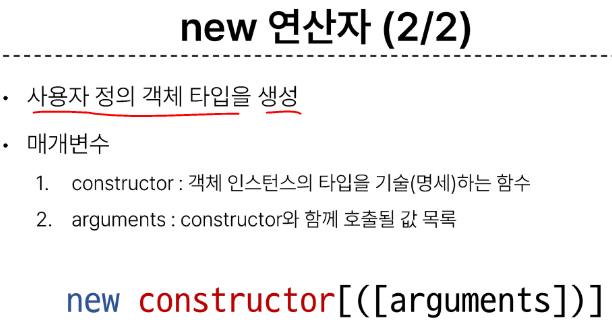 new 연산자 (2/2)
• 사용자 정의 객체 타입을 생성
• 매개변수
1. constructor : 객체 인스턴스의 타입을 기술(명세)하는 함수
2. arguments : constructor와 함께 호출될 값 목록
new constructor[([arguments])]